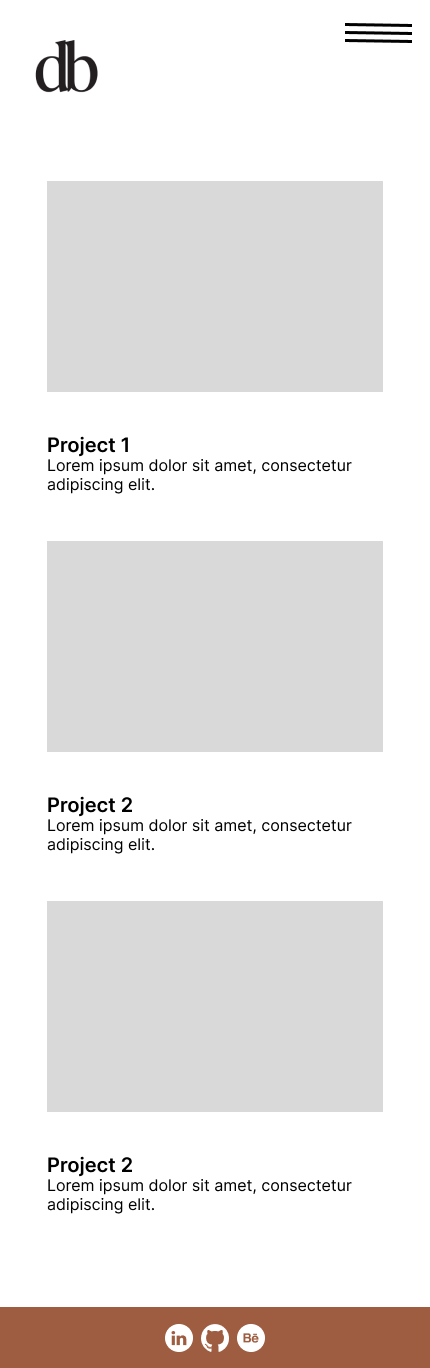 db
Project 1
Lorem ipsum dolor sit amet, consectetur
adipiscing elit.
Project 2
Lorem ipsum dolor sit amet, consectetur
adipiscing elit.
Project 2
Lorem ipsum dolor sit amet, consectetur
adipiscing elit.
in Bē